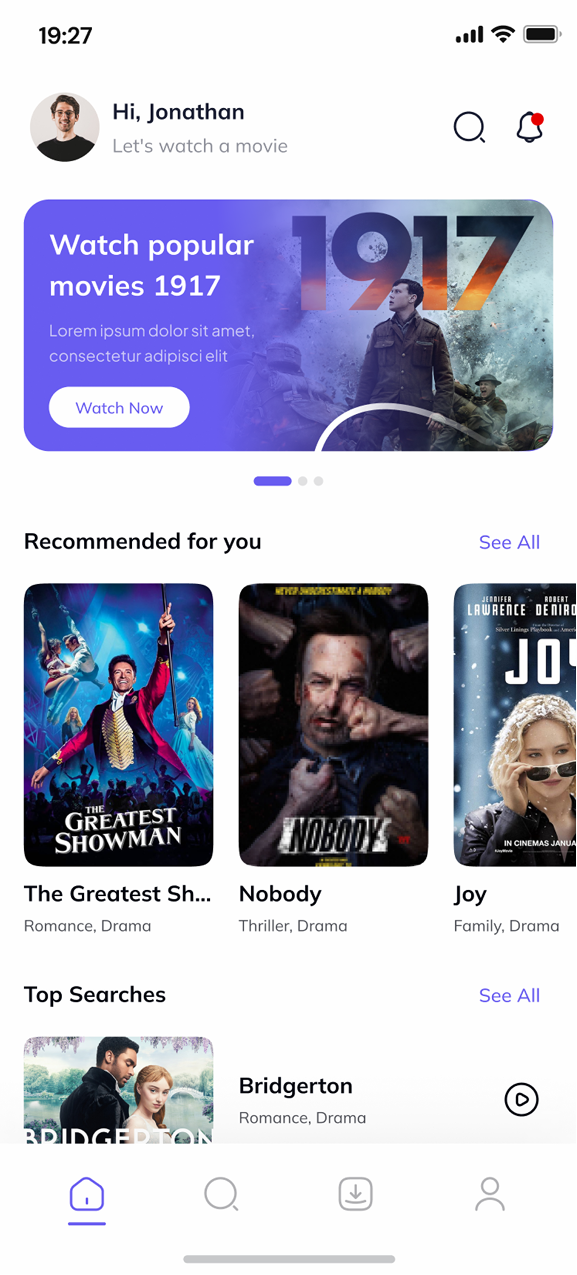 19:27
Hi, Jonathan
Let's watch a movie
Watch popular
movies 1917
Lorem ipsum dolor sit amet,
consectetur adipisci elit
Watch Now
1917
Recommended for you
See All
THE
GREATEST
SHOWMAN
NEVER UNDERESTIMATE A NOBODY
NOBODY
JENNIFER ROBERT
LAWRENCE DENIRO
Silver Linings Playbook
JOY
IN CINEMAS JANUA
The Greatest Sh...
Nobody
Joy
Romance, Drama
Thriller, Drama
Family, Drama
Top Searches
See All
BRIDGERTON
Bridgerton
Romance, Drama